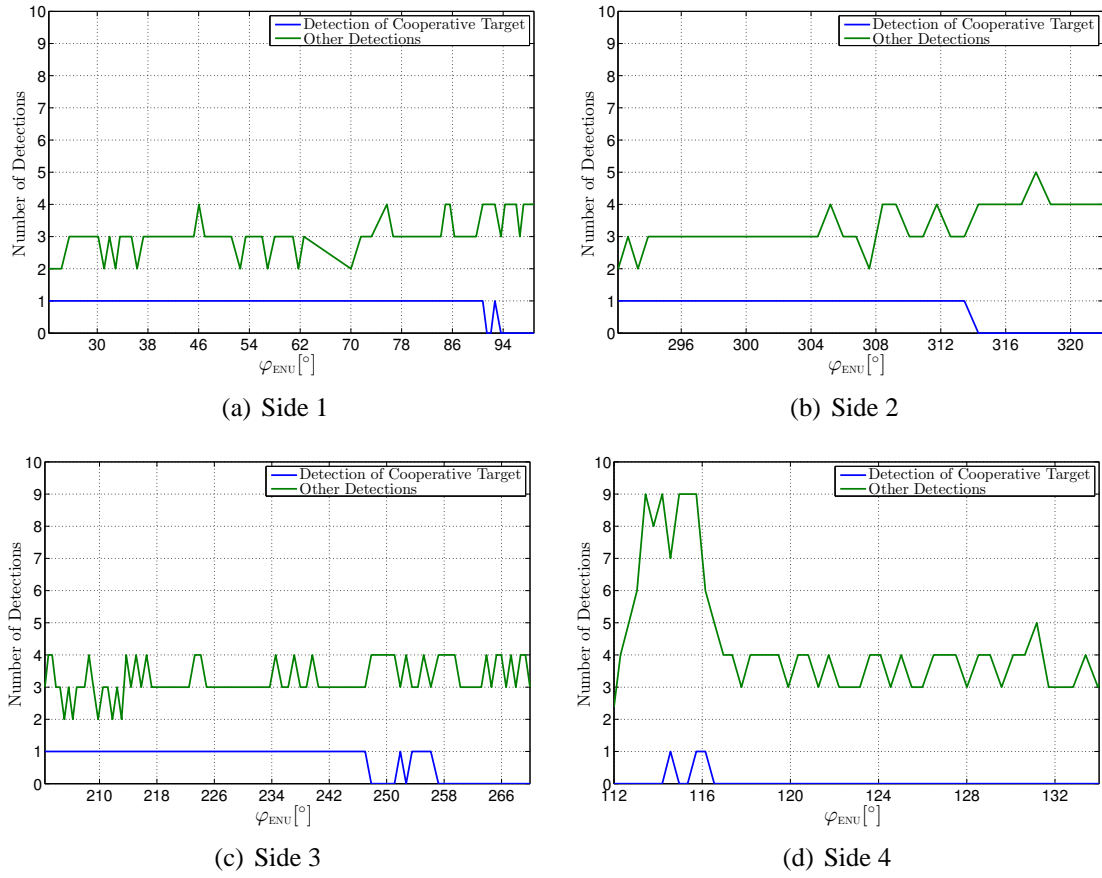 Detection of Cooperative Target
Other Detections
10
9
8
7
6
5
4
3
2
1
0
Number of Detections
30 38 46 54 62 70 78 86 94
φENU[°]
(a) Side 1
Detection of Cooperative Target
Other Detections
10
9
8
7
6
5
4
3
2
1
0
Number of Detections
296 300 304 308 312 316 320
φENU[°]
(b) Side 2
Detection of Cooperative Target
Other Detections
10
9
8
7
6
5
4
3
2
1
0
Number of Detections
210 218 226 234 242 250 258 266
φENU[°]
(c) Side 3
Detection of Cooperative Target
Other Detections
10
9
8
7
6
5
4
3
2
1
0
Number of Detections
112 116 120 124 128 132
φENU[°]
(d) Side 4